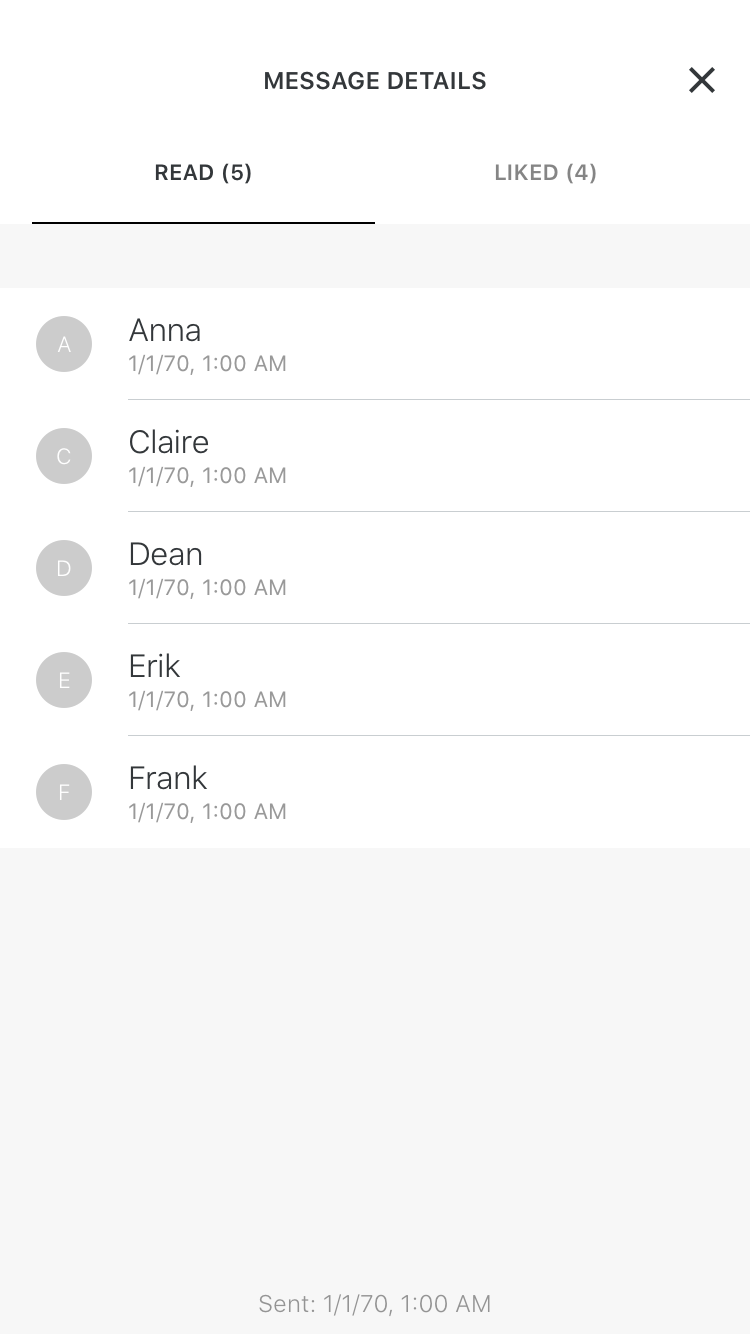 MESSAGE DETAILS
READ (5)
LIKED (4)
A
Anna
1/1/70, 1:00 AM
C
Claire
1/1/70, 1:00 AM
D
Dean
1/1/70, 1:00 AM
E
Erik
1/1/70, 1:00 AM
F
Frank
1/1/70, 1:00 AM
Sent: 1/1/70, 1:00 AM